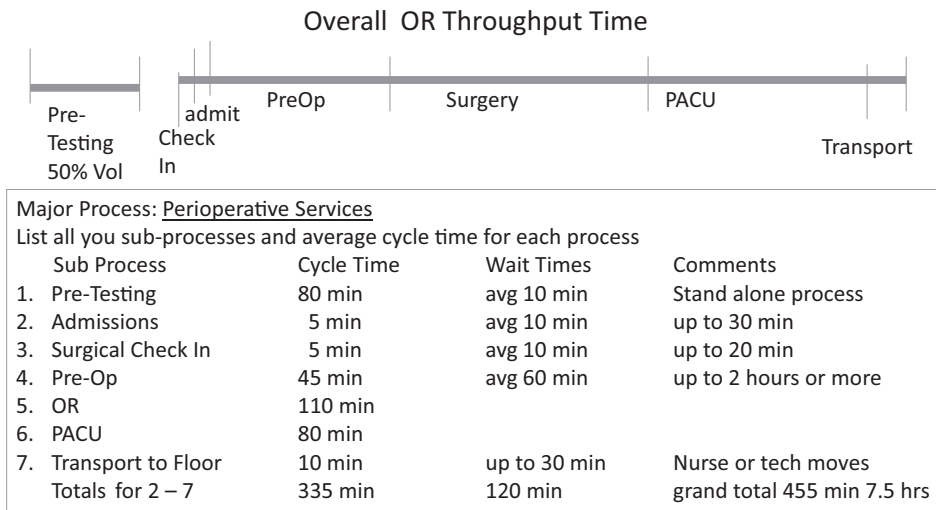 Overall OR Throughput Time
PreOp Surgery PACU
Pre-
Testing
50% Vol
admit
Check
In
Transport
Major Process: Perioperative Services
List all you sub-processes and average cycle time for each process
Sub Process Cycle Time Wait Times Comments
1. Pre-Testing 80 min avg 10 min Stand alone process
2. Admissions 5 min avg 10 min up to 30 min
3. Surgical Check In 5 min avg 10 min up to 20 min
4. Pre-Op 45 min avg 60 min up to 2 hours or more
5. OR 110 min
6. PACU 80 min
7. Transport to Floor 10 min up to 30 min Nurse or tech moves
Totals for 2 – 7 335 min 120 min grand total 455 min 7.5 hrs